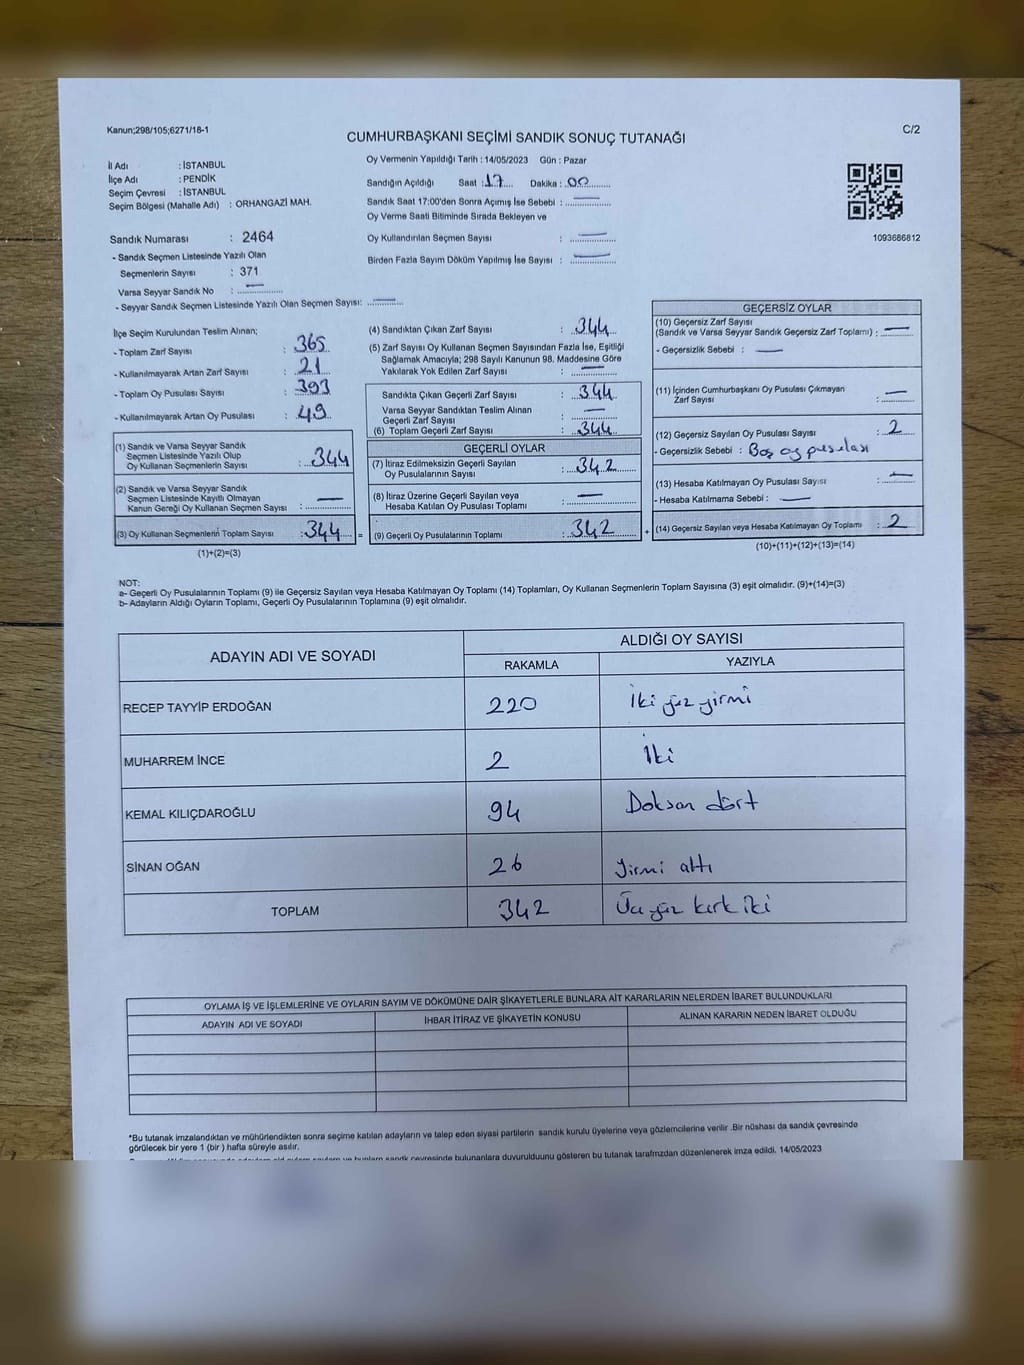 Kanun;298/105;6271/18-1
CUMHURBAŞKANI SEÇİMİ SANDIK SONUÇ TUTANAĞI
C/2
İl Adı : İSTANBUL
İlçe Adı : PENDİK
Seçim Çevresi : İSTANBUL
Seçim Bölgesi (Mahalle Adı) : ORHANGAZİ MAH.
Sandık Numarası : 2464
- Sandık Seçmen Listesinde Yazılı Olan
Seçmenlerin Sayısı : 371
Varsa Seyyar Sandık No : —
- Seyyar Sandık Seçmen Listesinde Yazılı Olan Seçmen Sayısı: —
Oy Vermenin Yapıldığı Tarih : 14/05/2023 Gün : Pazar
Sandığın Açıldığı Saat : 17 Dakika : 00
Sandık Saat 17:00'den Sonra Açımış İse Sebebi : —
Oy Verme Saati Bitiminde Sırada Bekleyen ve
Oy Kullandırılan Seçmen Sayısı : —
Birden Fazla Sayım Döküm Yapılmış İse Sayısı : —
1093686812
İlçe Seçim Kurulundan Teslim Alınan;
- Toplam Zarf Sayısı : 365
- Kullanılmayarak Artan Zarf Sayısı : 21
- Toplam Oy Pusulası Sayısı : 393
- Kullanılmayarak Artan Oy Pusulası : 49
(1) Sandık ve Varsa Seyyar Sandık
Seçmen Listesinde Yazılı Olup
Oy Kullanan Seçmenlerin Sayısı : 344
(2) Sandık ve Varsa Seyyar Sandık
Seçmen Listesinde Kayıtlı Olmayan
Kanun Gereği Oy Kullanan Seçmen Sayısı : —
(3) Oy Kullanan Seçmenlerin Toplam Sayısı : 344 =
(1)+(2)=(3)
(4) Sandıktan Çıkan Zarf Sayısı : 344
(5) Zarf Sayısı Oy Kullanan Seçmen Sayısından Fazla İse, Eşitliği
Sağlamak Amacıyla; 298 Sayılı Kanunun 98. Maddesine Göre
Yakılarak Yok Edilen Zarf Sayısı : —
Sandıkta Çıkan Geçerli Zarf Sayısı : 344
Varsa Seyyar Sandıktan Teslim Alınan
Geçerli Zarf Sayısı : —
(6) Toplam Geçerli Zarf Sayısı : 344
GEÇERLİ OYLAR
(7) İtiraz Edilmeksizin Geçerli Sayılan
Oy Pusulalarının Sayısı : 342
(8) İtiraz Üzerine Geçerli Sayılan veya
Hesaba Katılan Oy Pusulası Toplamı : —
(9) Geçerli Oy Pusulalarının Toplamı : 342 +
GEÇERSİZ OYLAR
(10) Geçersiz Zarf Sayısı
(Sandık ve Varsa Seyyar Sandık Geçersiz Zarf Toplamı) : —
- Geçersizlik Sebebi : —
(11) İçinden Cumhurbaşkanı Oy Pusulası Çıkmayan
Zarf Sayısı : —
(12) Geçersiz Sayılan Oy Pusulası Sayısı : 2
- Geçersizlik Sebebi : Boş oy pusulası
(13) Hesaba Katılmayan Oy Pusulası Sayısı : —
- Hesaba Katılmama Sebebi : —
(14) Geçersiz Sayılan veya Hesaba Katılmayan Oy Toplamı : 2
(10)+(11)+(12)+(13)=(14)
NOT:
a- Geçerli Oy Pusulalarının Toplamı (9) ile Geçersiz Sayılan veya Hesaba Katılmayan Oy Toplamı (14) Toplamları, Oy Kullanan Seçmenlerin Toplam Sayısına (3) eşit olmalıdır. (9)+(14)=(3)
b- Adayların Aldığı Oyların Toplamı, Geçerli Oy Pusulalarının Toplamına (9) eşit olmalıdır.
ADAYIN ADI VE SOYADI
ALDIĞI OY SAYISI
RAKAMLA YAZIYLA
RECEP TAYYİP ERDOĞAN 220 İki yüz yirmi
MUHARREM İNCE 2 İki
KEMAL KILIÇDAROĞLU 94 Doksan dört
SİNAN OĞAN 26 Yirmi altı
TOPLAM 342 Üç yüz kırk iki
OYLAMA İŞ VE İŞLEMLERİNE VE OYLARIN SAYIM VE DÖKÜMÜNE DAİR ŞİKAYETLERLE BUNLARA AİT KARARLARIN NELERDEN İBARET BULUNDUKLARI
ADAYIN ADI VE SOYADI İHBAR İTİRAZ VE ŞİKAYETİN KONUSU ALINAN KARARIN NEDEN İBARET OLDUĞU
*Bu tutanak imzalandıktan ve mühürlendikten sonra seçime katılan adayların ve talep eden siyasi partilerin sandık kurulu üyelerine veya gözlemcilerine verilir .Bir nüshası da sandık çevresinde
görülecek bir yere 1 (bir ) hafta süreyle asılır.
sandık çevresinde bulunanlara duyurulduunu gösteren bu tutanak tarafımızdan düzenlenerek imza edildi. 14/05/2023